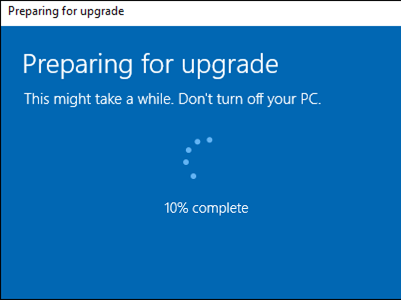 Preparing for upgrade
Preparing for upgrade
This might take a while. Don't turn off your PC.
10% complete